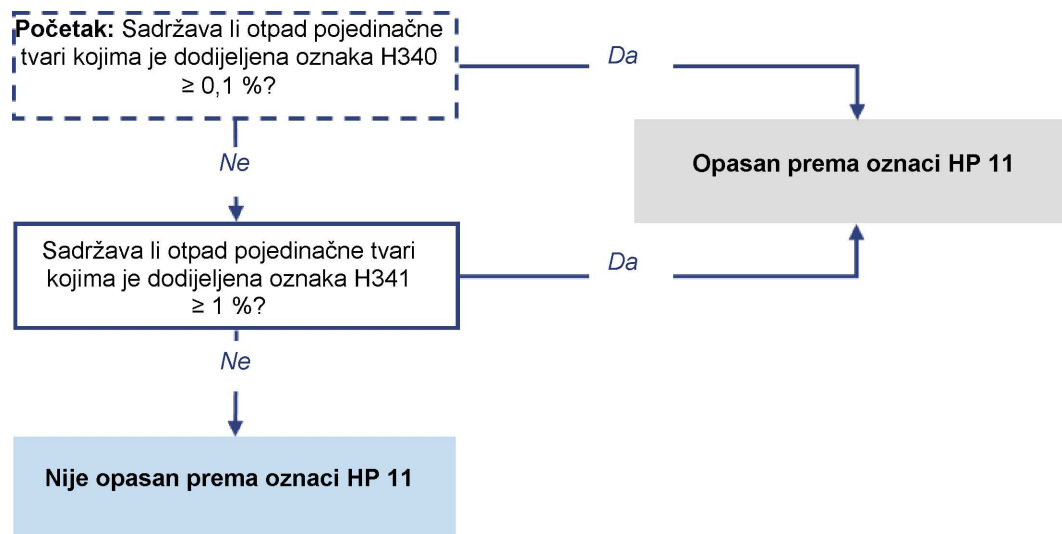 Početak: Sadržava li otpad pojedinačne
tvari kojima je dodijeljena oznaka H340
≥ 0,1 %?
Da
Ne
Opasan prema oznaci HP 11
Sadržava li otpad pojedinačne tvari
kojima je dodijeljena oznaka H341
≥ 1 %?
Da
Ne
Nije opasan prema oznaci HP 11